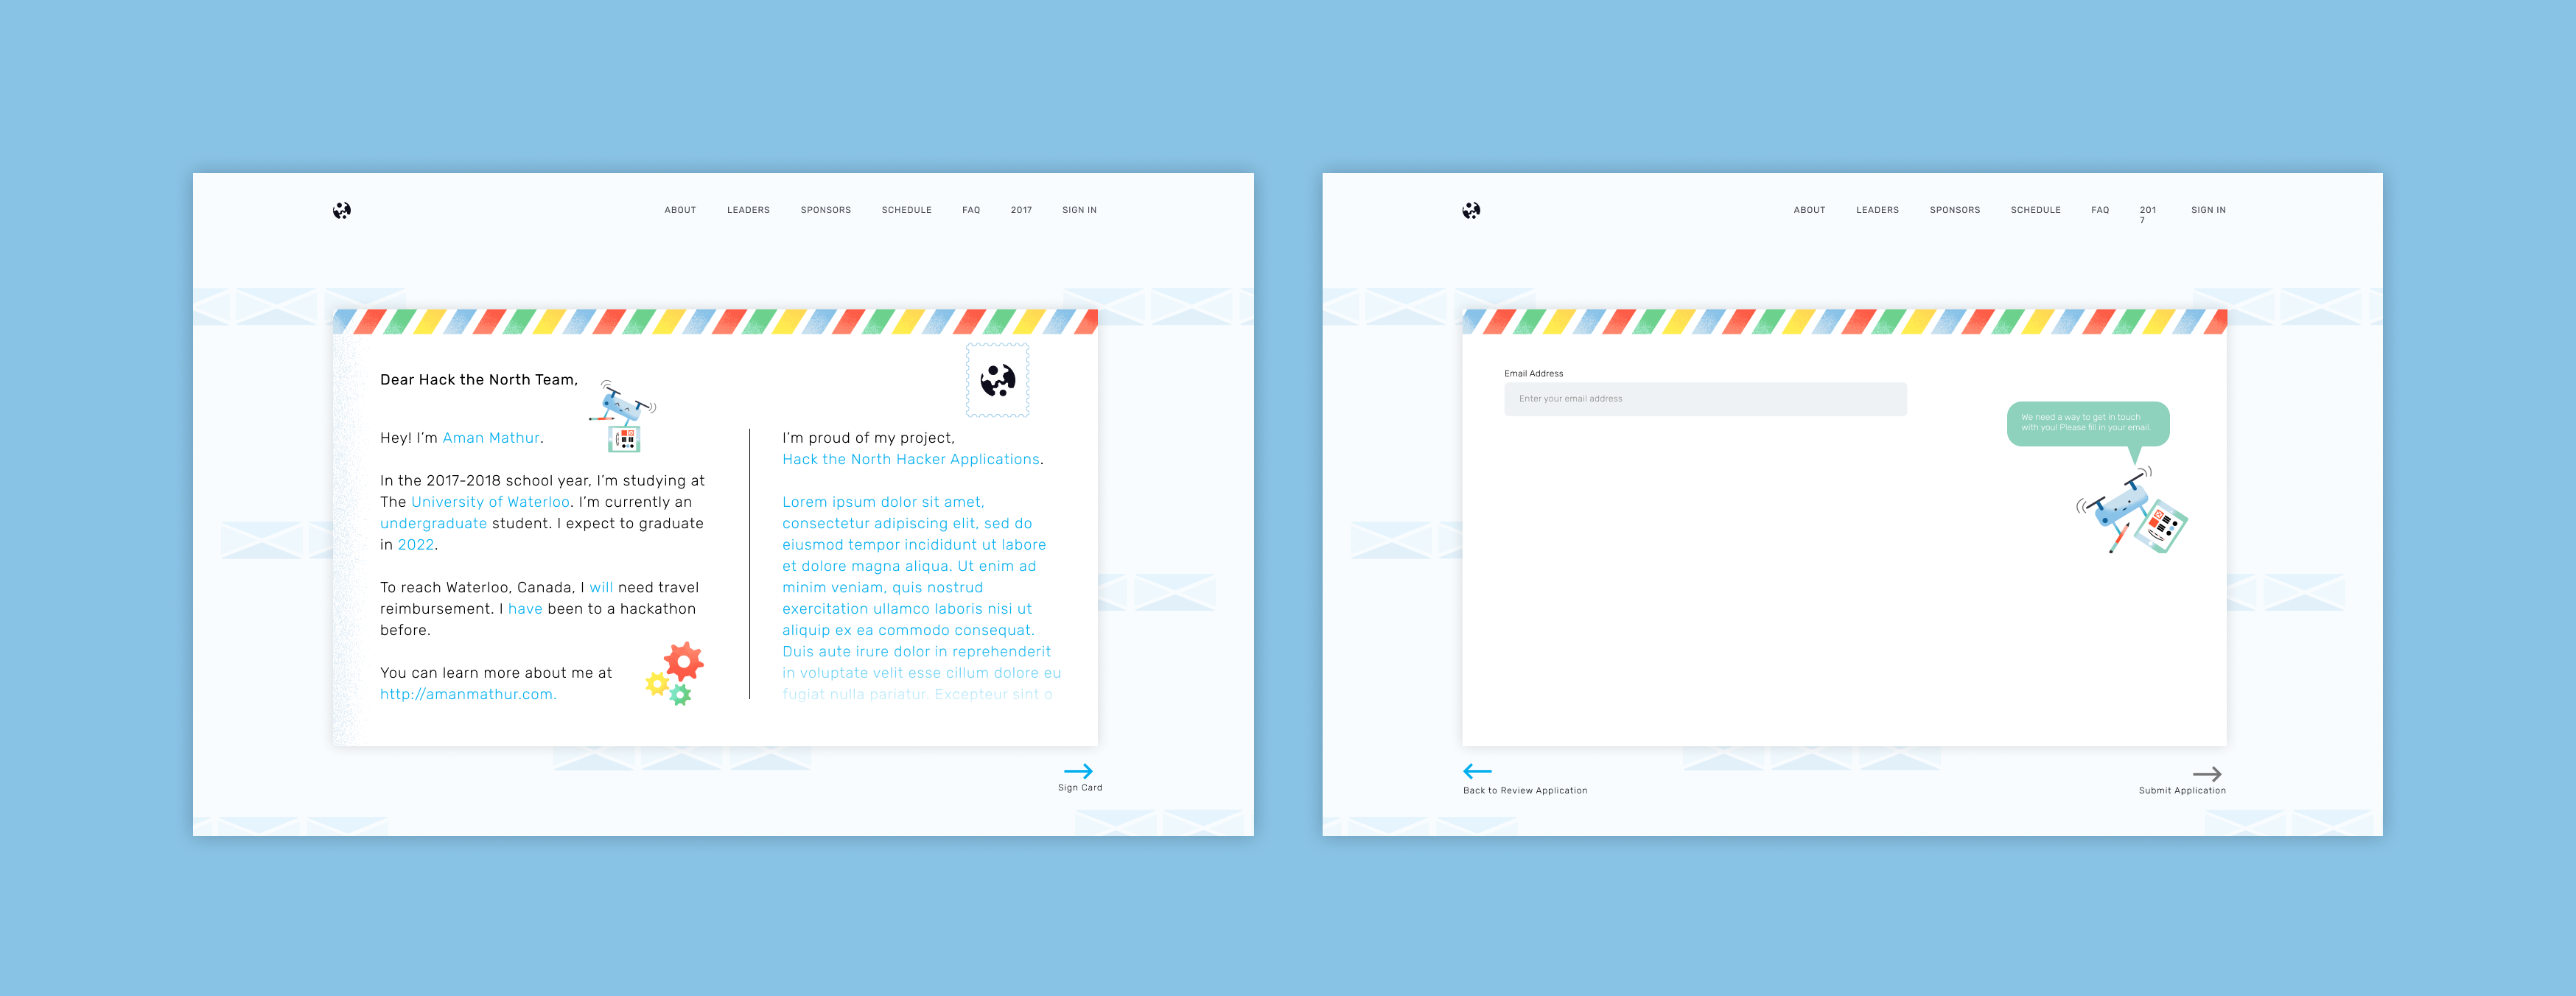 ABOUT LEADERS SPONSORS SCHEDULE FAQ 2017 SIGN IN
Dear Hack the North Team,
Hey! I'm Aman Mathur.
In the 2017-2018 school year, I'm studying at
The University of Waterloo. I'm currently an
undergraduate student. I expect to graduate
in 2022.
To reach Waterloo, Canada, I will need travel
reimbursement. I have been to a hackathon
before.
You can learn more about me at
http://amanmathur.com.
I'm proud of my project,
Hack the North Hacker Applications.
Lorem ipsum dolor sit amet,
consectetur adipiscing elit, sed do
eiusmod tempor incididunt ut labore
et dolore magna aliqua. Ut enim ad
minim veniam, quis nostrud
exercitation ullamco laboris nisi ut
aliquip ex ea commodo consequat.
Duis aute irure dolor in reprehenderit
in voluptate velit esse cillum dolore eu
fugiat nulla pariatur. Excepteur sint o
Sign Card
ABOUT LEADERS SPONSORS SCHEDULE FAQ 201 SIGN IN
7
Email Address
Enter your email address
We need a way to get in touch
with you! Please fill in your email.
Back to Review Application
Submit Application